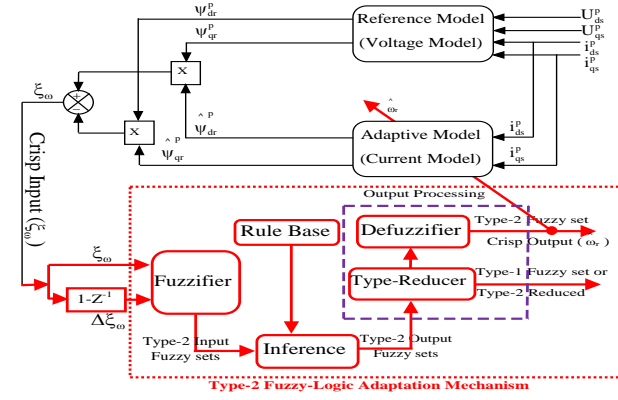 ψ^p_dr
ψ^p_qr
Reference Model
(Voltage Model)
U^p_ds
U^p_qs
i^p_ds
i^p_qs
X
ξ_ω
+
−
X
ψ̂^p_dr
ψ̂^p_qr
ω̂_r
Adaptive Model
(Current Model)
i^p_ds
i^p_qs
Crisp Input (ξ_ω)
Output Processing
ξ_ω
Fuzzifier
Rule Base
Defuzzifier
Type-2 Fuzzy set
Crisp Output ( ω_r )
1-Z^-1
Δξ_ω
Type-Reducer
Type-1 Fuzzy set or
Type-2 Reduced
Type-2 Input
Fuzzy sets
Inference
Type-2 Output
Fuzzy sets
Type-2 Fuzzy-Logic Adaptation Mechanism